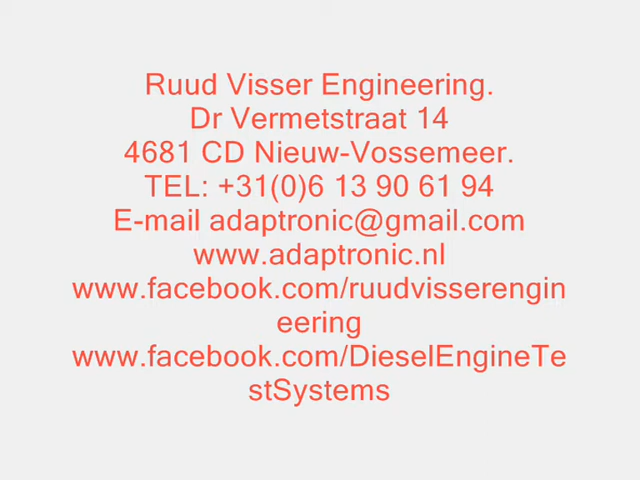 Ruud Visser Engineering.
Dr Vermetstraat 14
4681 CD Nieuw-Vossemeer.
TEL: +31(0)6 13 90 61 94
E-mail adaptronic@gmail.com
www.adaptronic.nl
www.facebook.com/ruudvisserengin
eering
www.facebook.com/DieselEngineTe
stSystems